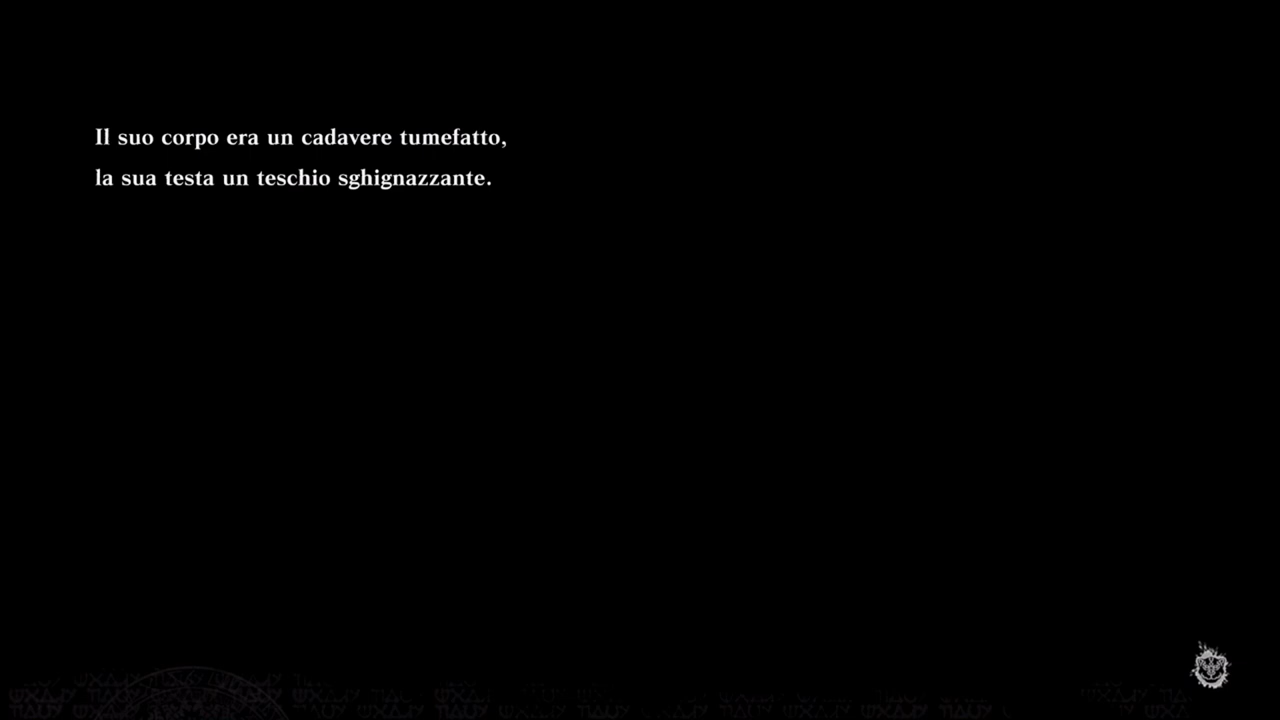 Il suo corpo era un cadavere tumefatto,
la sua testa un teschio sghignazzante.